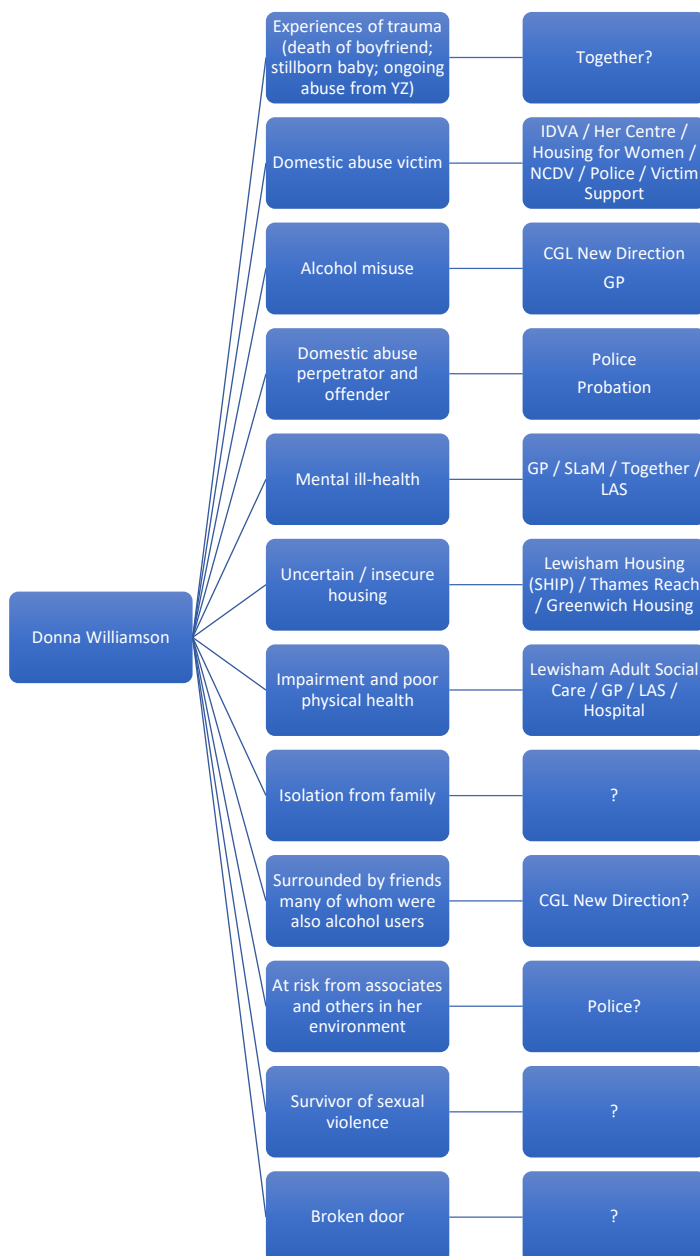 Experiences of trauma
(death of boyfriend;
stillborn baby; ongoing
abuse from YZ)
Together?
Domestic abuse victim
IDVA / Her Centre /
Housing for Women /
NCDV / Police / Victim
Support
Alcohol misuse
CGL New Direction
GP
Domestic abuse
perpetrator and
offender
Police
Probation
Mental ill-health
GP / SLaM / Together /
LAS
Donna Williamson
Uncertain / insecure
housing
Lewisham Housing
(SHIP) / Thames Reach
/ Greenwich Housing
Impairment and poor
physical health
Lewisham Adult Social
Care / GP / LAS /
Hospital
Isolation from family
?
Surrounded by friends
many of whom were
also alcohol users
CGL New Direction?
At risk from associates
and others in her
environment
Police?
Survivor of sexual
violence
?
Broken door
?